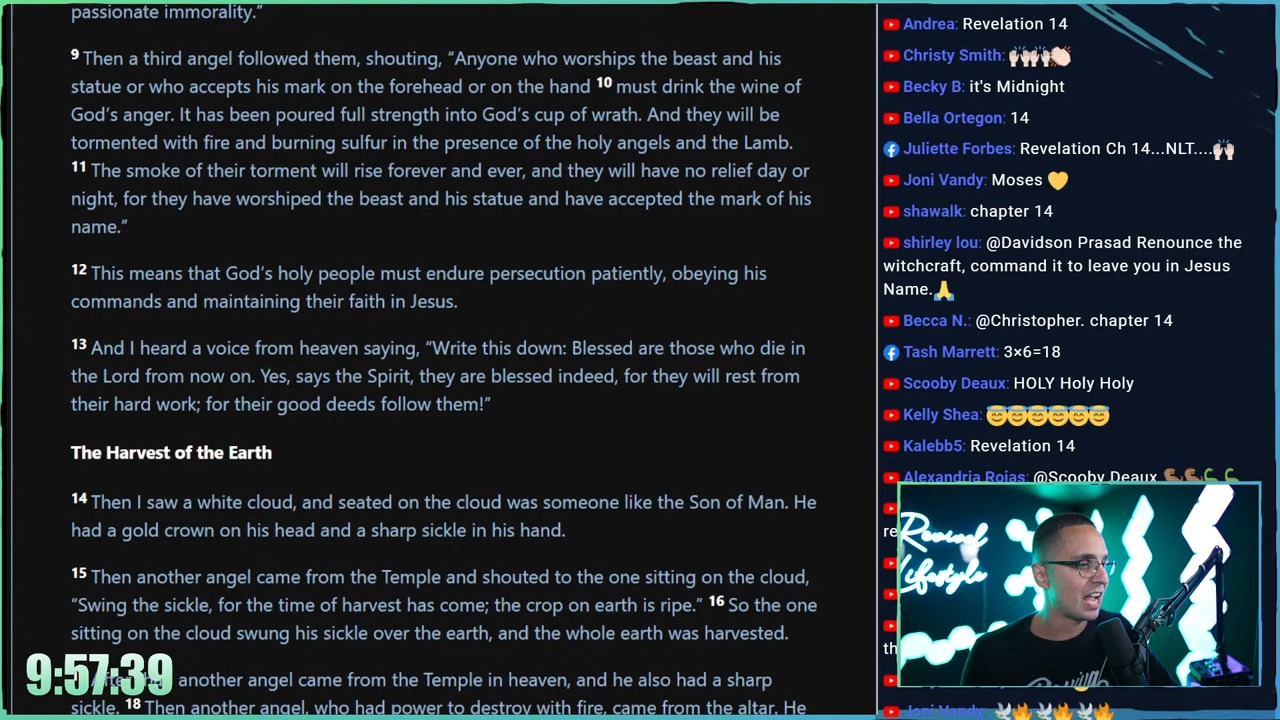 passionate immorality.”
9 Then a third angel followed them, shouting, “Anyone who worships the beast and his
statue or who accepts his mark on the forehead or on the hand 10 must drink the wine of
God’s anger. It has been poured full strength into God’s cup of wrath. And they will be
tormented with fire and burning sulfur in the presence of the holy angels and the Lamb.
11 The smoke of their torment will rise forever and ever, and they will have no relief day or
night, for they have worshiped the beast and his statue and have accepted the mark of his
name.”
12 This means that God’s holy people must endure persecution patiently, obeying his
commands and maintaining their faith in Jesus.
13 And I heard a voice from heaven saying, “Write this down: Blessed are those who die in
the Lord from now on. Yes, says the Spirit, they are blessed indeed, for they will rest from
their hard work; for their good deeds follow them!”
The Harvest of the Earth
14 Then I saw a white cloud, and seated on the cloud was someone like the Son of Man. He
had a gold crown on his head and a sharp sickle in his hand.
15 Then another angel came from the Temple and shouted to the one sitting on the cloud,
“Swing the sickle, for the time of harvest has come; the crop on earth is ripe.” 16 So the one
sitting on the cloud swung his sickle over the earth, and the whole earth was harvested.
another angel came from the Temple in heaven, and he also had a sharp
sickle. 18 Then another angel, who had power to destroy with fire, came from the altar. He
9:57:39
Andrea: Revelation 14
Christy Smith: 🙌🏻🙌🏻👏🏻
Becky B: it's Midnight
Bella Ortegon: 14
Juliette Forbes: Revelation Ch 14...NLT....🙌🏻
Joni Vandy: Moses 💛
shawalk: chapter 14
shirley lou: @Davidson Prasad Renounce the
witchcraft, command it to leave you in Jesus
Name.🙏
Becca N.: @Christopher. chapter 14
Tash Marrett: 3×6=18
Scooby Deaux: HOLY Holy Holy
Kelly Shea: 😇😇😇😇😇😇
Kalebb5: Revelation 14
Alexandria Rojas: @Scooby Deaux 💪🏾💪🏾💪💪
re
th
Joni Vandy: 🕊🔥🕊🔥🕊🔥
Revival
Lifestyle